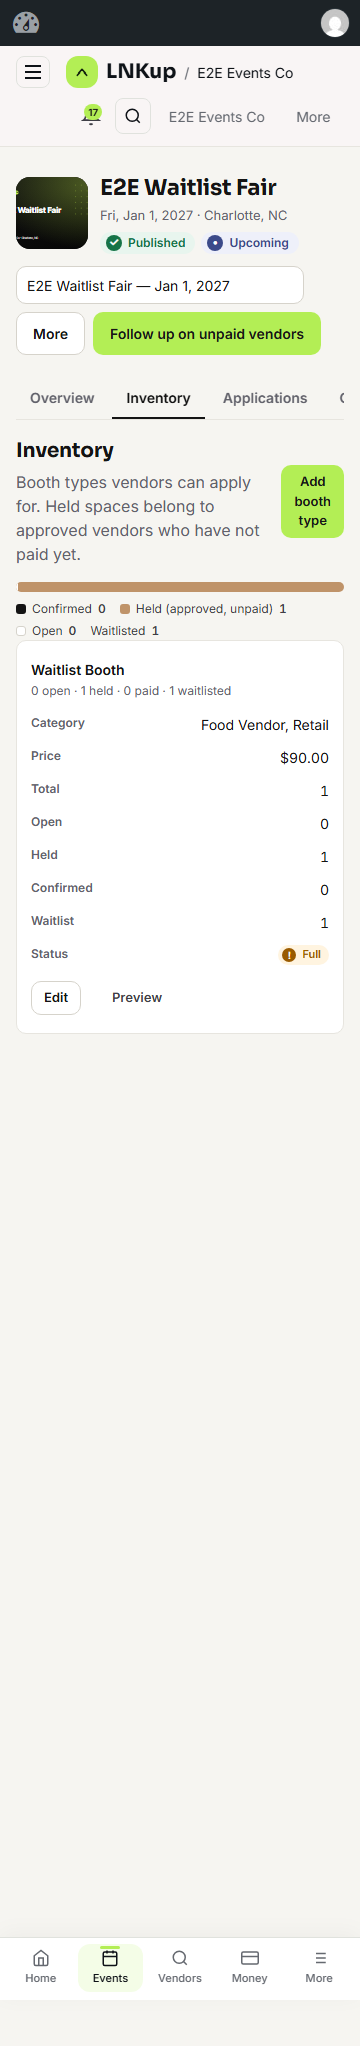 LNKup / E2E Events Co
17
E2E Events Co More
Waitlist Fair
E2E Waitlist Fair
Fri, Jan 1, 2027 · Charlotte, NC
Published Upcoming
E2E Waitlist Fair — Jan 1, 2027
More Follow up on unpaid vendors
Overview Inventory Applications
Inventory
Booth types vendors can apply
for. Held spaces belong to
approved vendors who have not
paid yet.
Add
booth
type
Confirmed 0 Held (approved, unpaid) 1
Open 0 Waitlisted 1
Waitlist Booth
0 open · 1 held · 0 paid · 1 waitlisted
Category Food Vendor, Retail
Price $90.00
Total 1
Open 0
Held 1
Confirmed 0
Waitlist 1
Status Full
Edit Preview
Home Events Vendors Money More